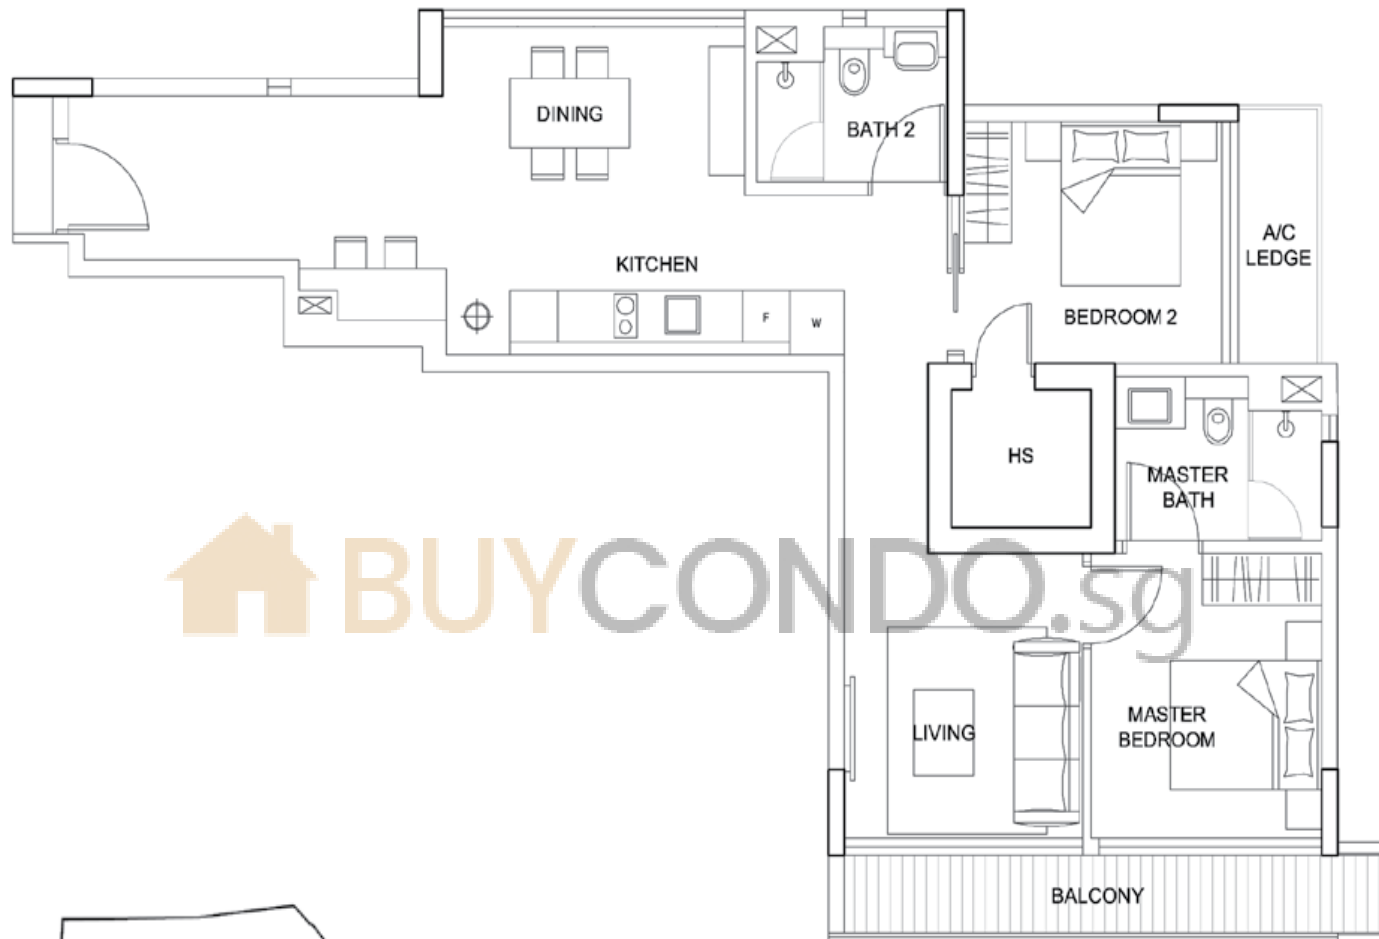 DINING
BATH 2
KITCHEN
A/C
LEDGE
BEDROOM 2
F
W
HS
MASTER
BATH
BUYCONDO.sg
MASTER
BEDROOM
LIVING
BALCONY